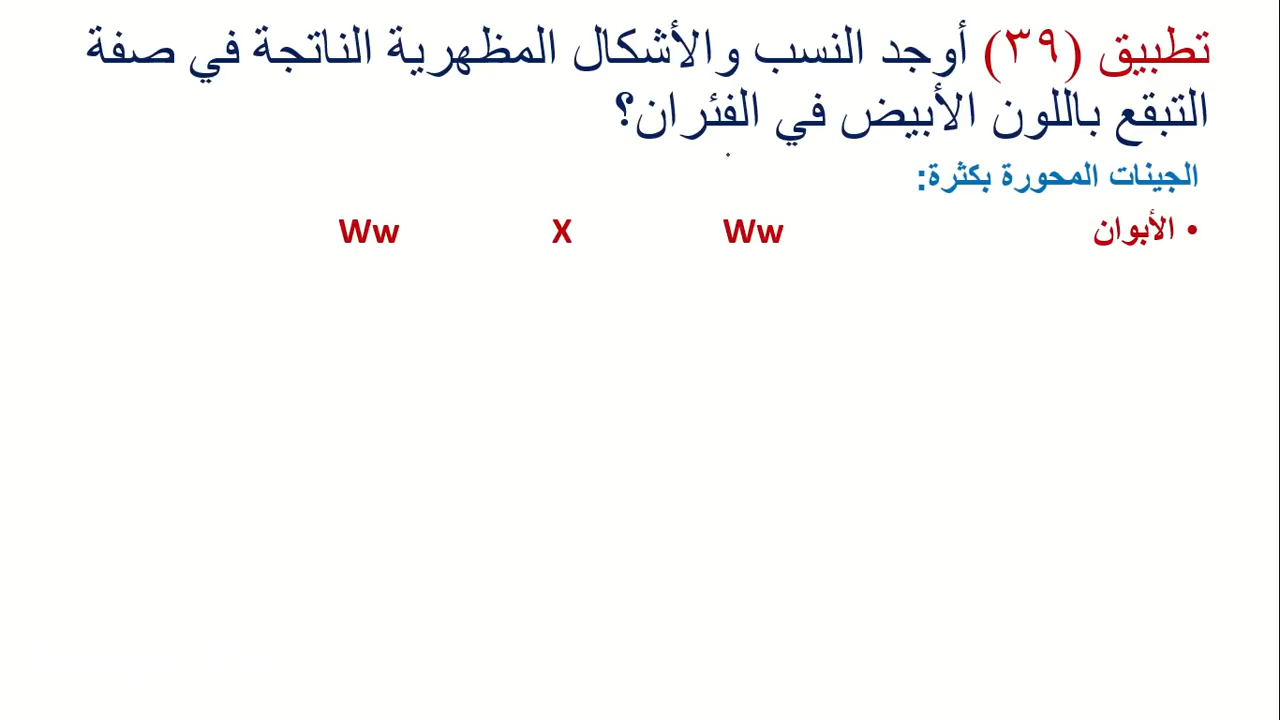 تطبيق (٣٩) أوجد النسب والأشكال المظهرية الناتجة في صفة
التبقع باللون الأبيض في الفئران؟
الجينات المحورة بكثرة:
• الأبوان Ww X Ww